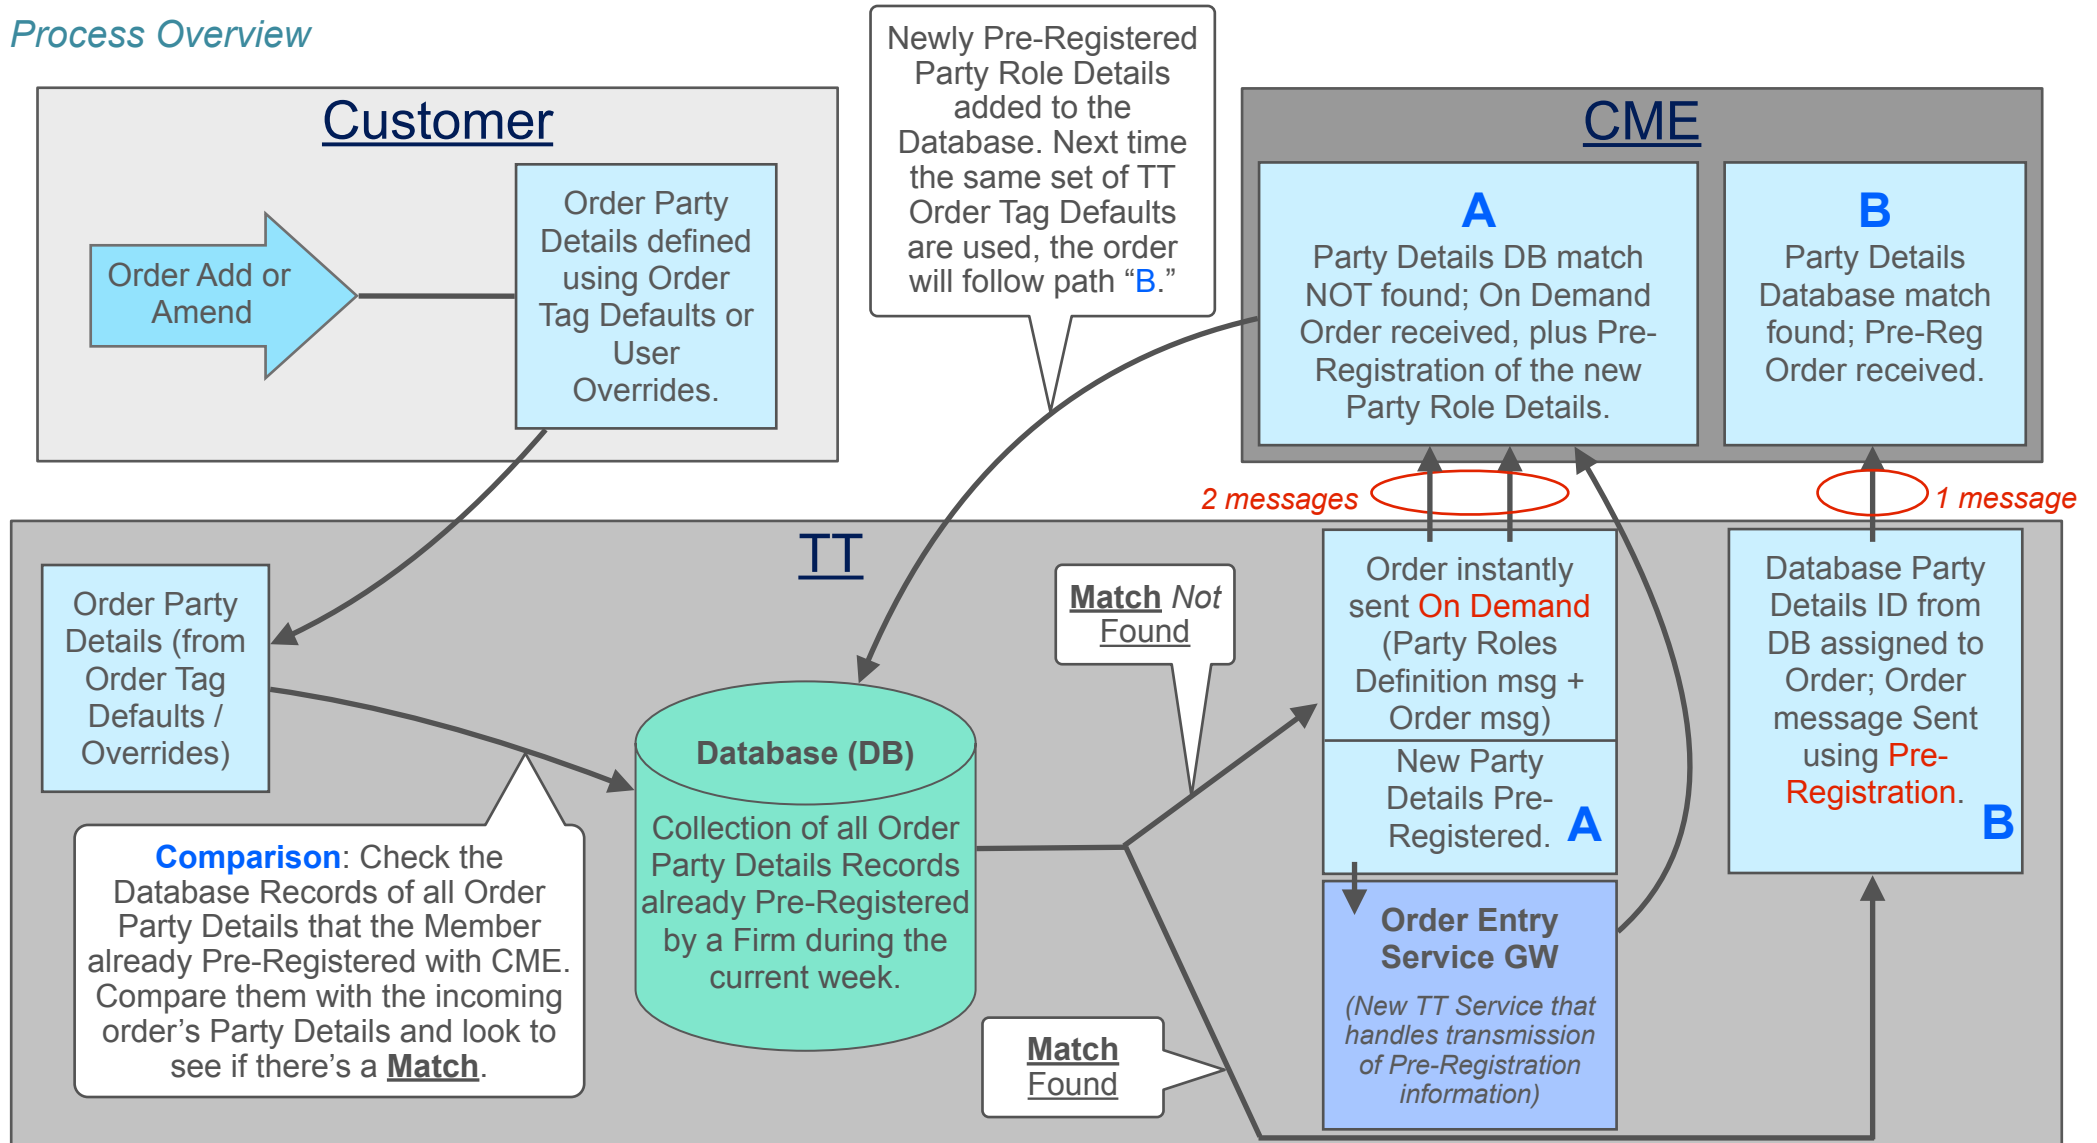 Process Overview
Customer
Order Add or
Amend
Order Party
Details defined
using Order
Tag Defaults or
User
Overrides.
Newly Pre-Registered
Party Role Details
added to the
Database. Next time
the same set of TT
Order Tag Defaults
are used, the order
will follow path “B.”
CME
A
Party Details DB match
NOT found; On Demand
Order received, plus Pre-
Registration of the new
Party Role Details.
B
Party Details
Database match
found; Pre-Reg
Order received.
2 messages
1 message
TT
Order Party
Details (from
Order Tag
Defaults /
Overrides)
Comparison: Check the
Database Records of all Order
Party Details that the Member
already Pre-Registered with CME.
Compare them with the incoming
order’s Party Details and look to
see if there’s a Match.
Database (DB)
Collection of all Order
Party Details Records
already Pre-Registered
by a Firm during the
current week.
Match Not
Found
Match
Found
Order instantly
sent On Demand
(Party Roles
Definition msg +
Order msg)
New Party
Details Pre-
Registered.
A
Order Entry
Service GW
(New TT Service that
handles transmission
of Pre-Registration
information)
Database Party
Details ID from
DB assigned to
Order; Order
message Sent
using Pre-
Registration.
B